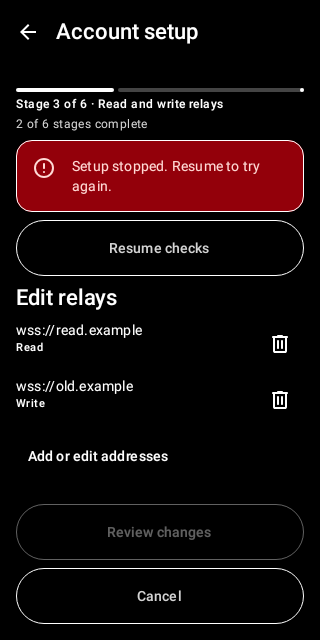 Account setup
Stage 3 of 6 · Read and write relays
2 of 6 stages complete
Setup stopped. Resume to try
again.
Resume checks
Edit relays
wss://read.example
Read
wss://old.example
Write
Add or edit addresses
Review changes
Cancel